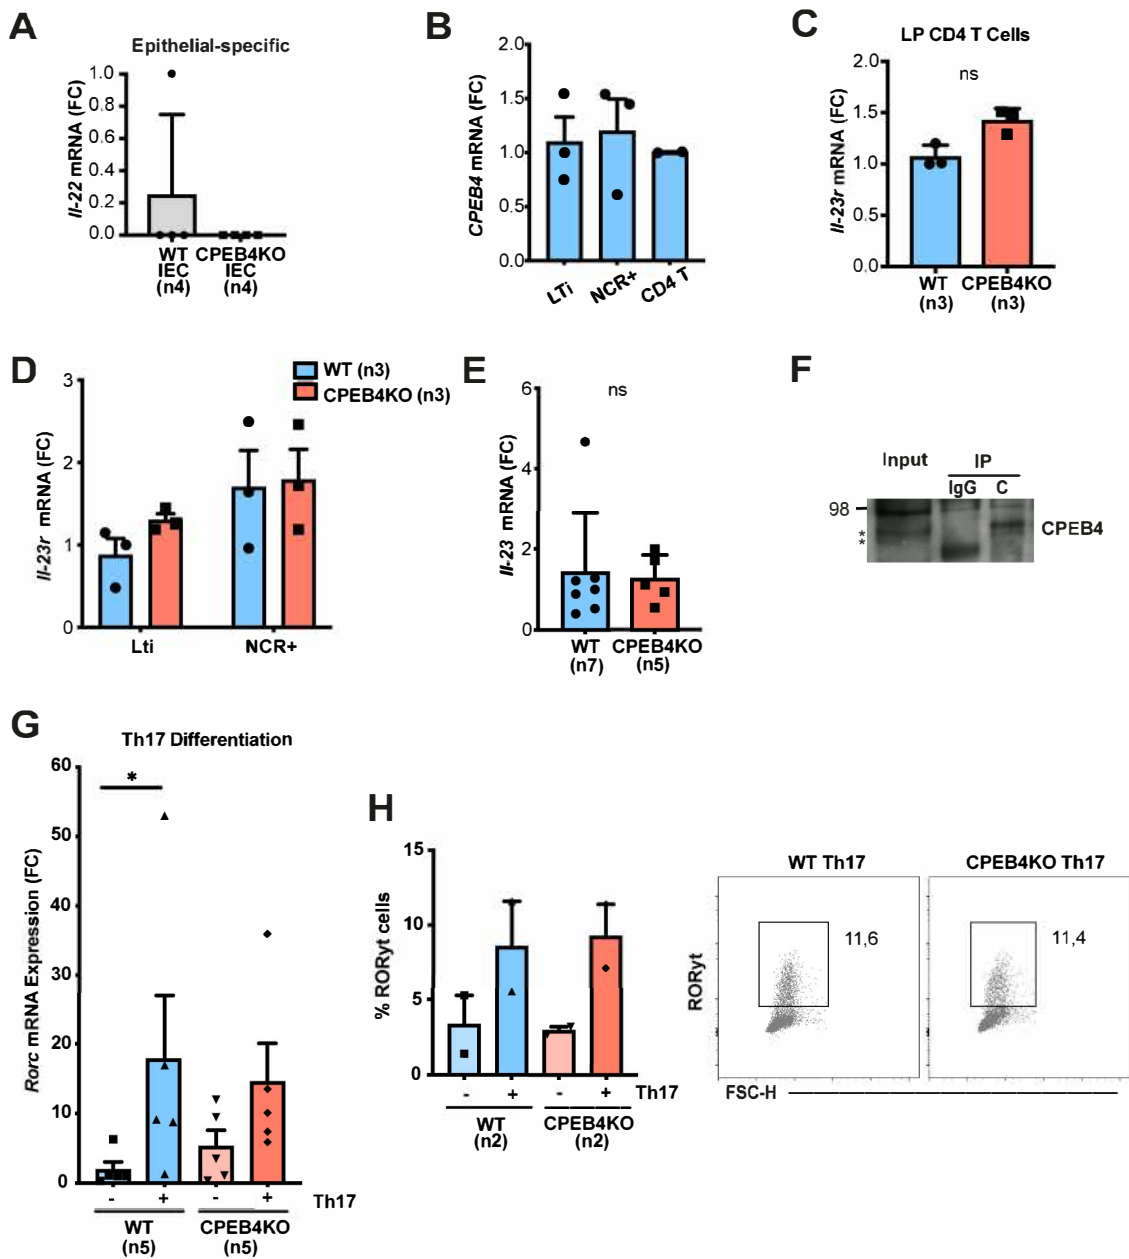 A
Epithelial-specific
Il-22 mRNA (FC)
1.0
0.8
0.6
0.4
0.2
0.0
WT CPEB4KO
IEC IEC
(n4) (n4)
B
CPEB4 mRNA (FC)
2.0
1.5
1.0
0.5
0.0
LTi
NCR+
CD4 T
C
LP CD4 T Cells
ns
Il-23r mRNA (FC)
2.0
1.5
1.0
0.5
0.0
WT CPEB4KO
(n3) (n3)
D
WT (n3)
CPEB4KO (n3)
Il-23r mRNA (FC)
3
2
1
0
Lti NCR+
E
ns
Il-23 mRNA (FC)
6
4
2
0
WT CPEB4KO
(n7) (n5)
F
Input IP
IgG C
98
CPEB4
*
*
G
Th17 Differentiation
*
Rorc mRNA Expression (FC)
60
50
40
30
20
10
0
- + - + Th17
WT CPEB4KO
(n5) (n5)
H
% RORyt cells
15
10
5
0
- + - + Th17
WT CPEB4KO
(n2) (n2)
WT Th17 CPEB4KO Th17
11,6 11,4
RORyt
FSC-H